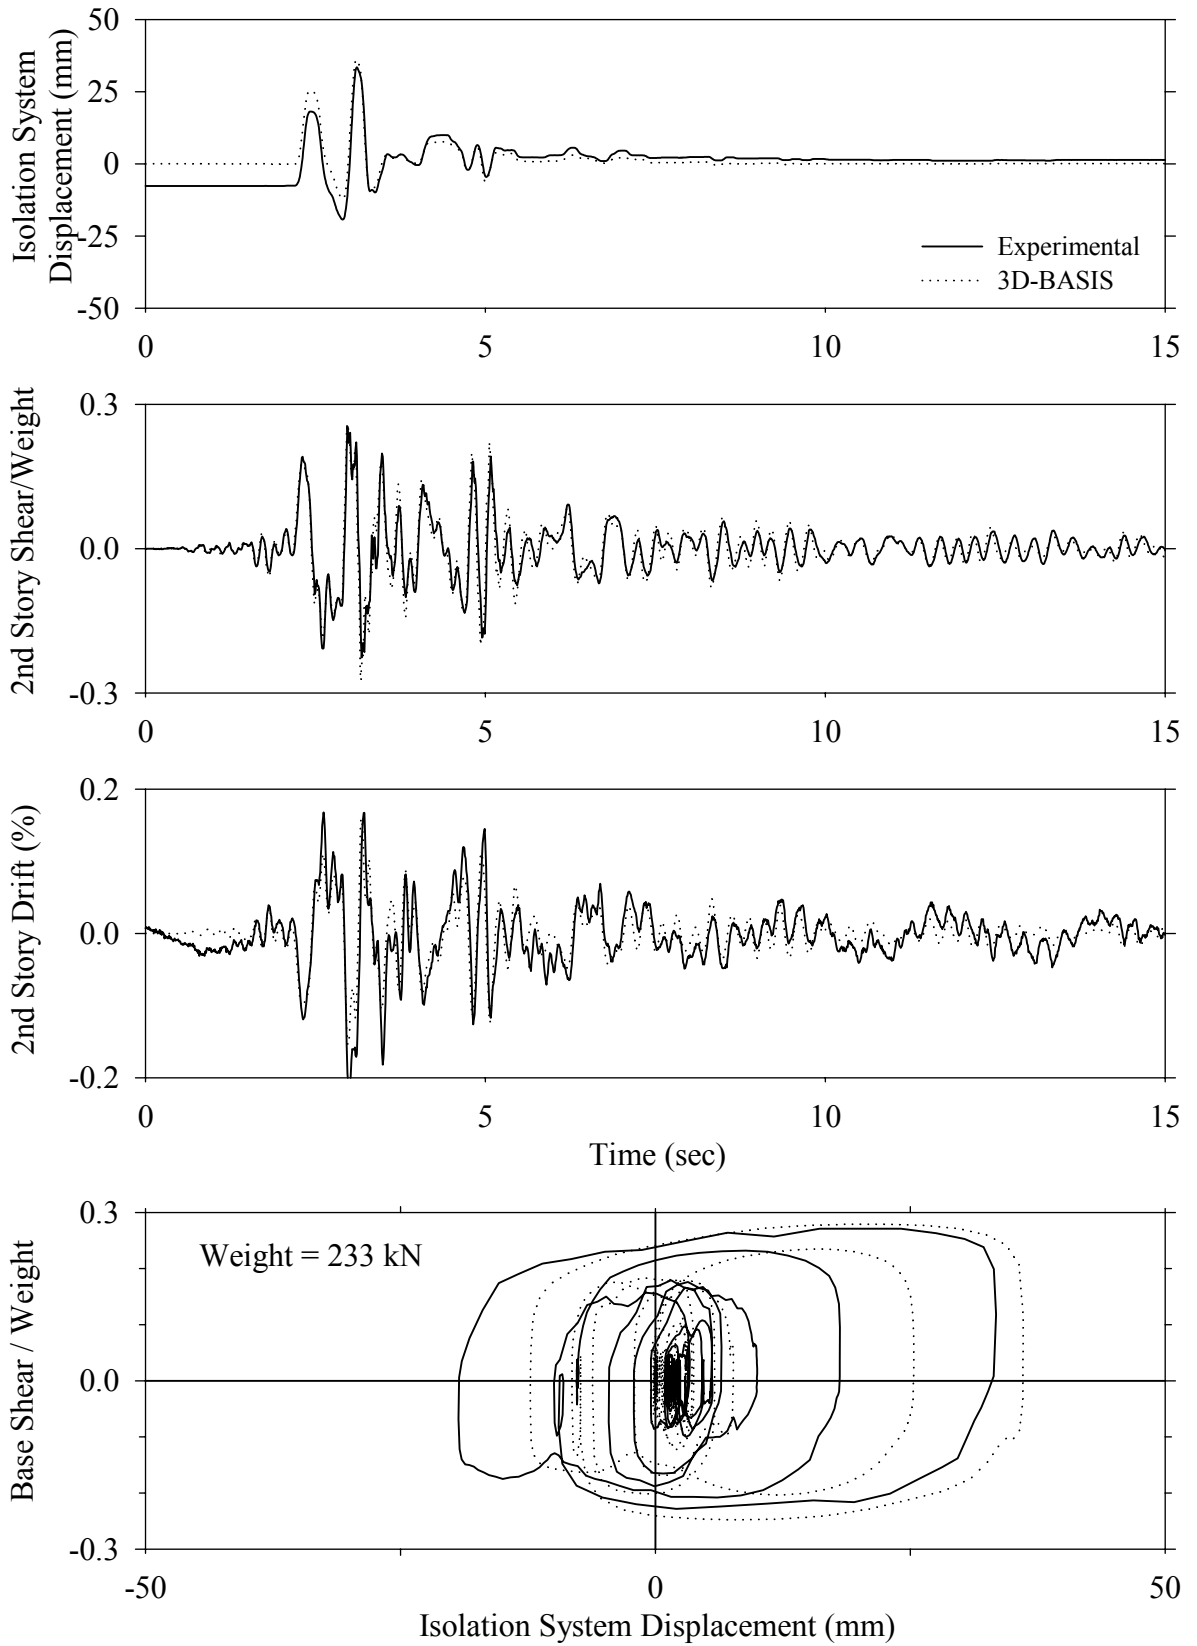 Isolation System
Displacement (mm)
50
25
0
-25
-50
Experimental
3D-BASIS
0 5 10 15
2nd Story Shear/Weight
0.3
0.0
-0.3
0 5 10 15
2nd Story Drift (%)
0.2
0.0
-0.2
0 5 10 15
Time (sec)
Base Shear / Weight
0.3
0.0
-0.3
Weight = 233 kN
-50 0 50
Isolation System Displacement (mm)